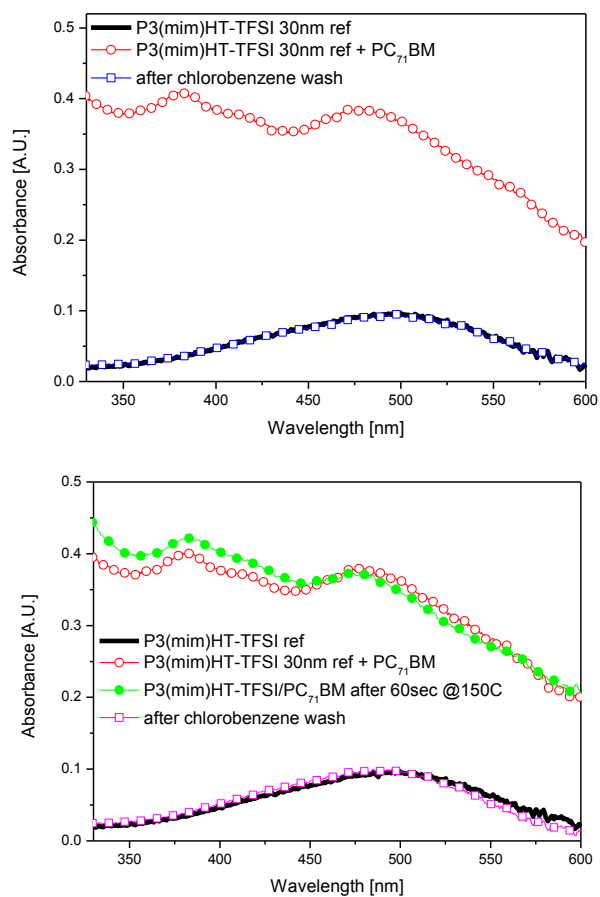 P3(mim)HT-TFSI 30nm ref
P3(mim)HT-TFSI 30nm ref + PC₇₁BM
after chlorobenzene wash
0.5
0.4
0.3
0.2
0.1
0.0
Absorbance [A.U.]
350 400 450 500 550 600
Wavelength [nm]
0.5
0.4
0.3
0.2
0.1
0.0
Absorbance [A.U.]
P3(mim)HT-TFSI ref
P3(mim)HT-TFSI 30nm ref + PC₇₁BM
P3(mim)HT-TFSI/PC₇₁BM after 60sec @150C
after chlorobenzene wash
350 400 450 500 550 600
Wavelength [nm]